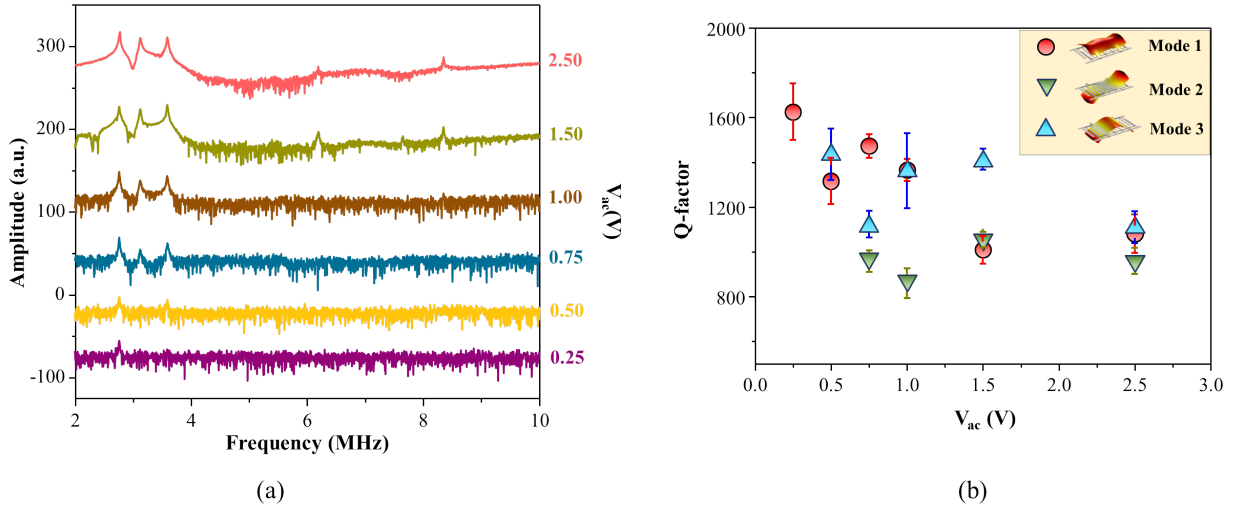 300
200
100
0
-100
2
4
6
8
10
Amplitude (a.u.)
Frequency (MHz)
2.50
1.50
1.00
0.75
0.50
0.25
Vac(V)
(a)
2000
1600
1200
800
0.0
0.5
1.0
1.5
2.0
2.5
3.0
Q-factor
Vac (V)
Mode 1
Mode 2
Mode 3
(b)